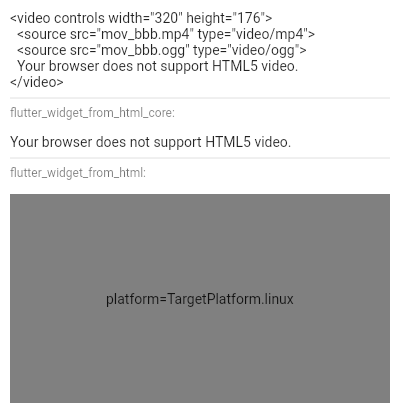 <video controls width="320" height="176">
  <source src="mov_bbb.mp4" type="video/mp4">
  <source src="mov_bbb.ogg" type="video/ogg">
  Your browser does not support HTML5 video.
</video>
flutter_widget_from_html_core:
Your browser does not support HTML5 video.
flutter_widget_from_html:
platform=TargetPlatform.linux